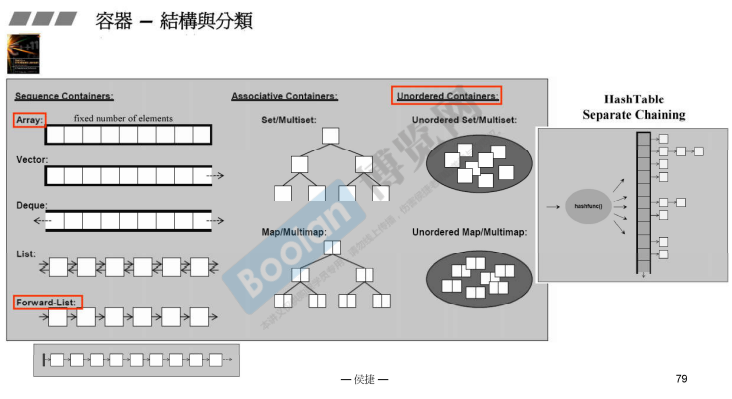 容器 – 結構與分類
C++11
Sequence Containers:
Associative Containers:
Unordered Containers:
Array:
fixed number of elements
Vector:
Deque:
List:
Forward-List:
Set/Multiset:
Map/Multimap:
Unordered Set/Multiset:
Unordered Map/Multimap:
HashTable
Separate Chaining
hashfunc()
Boolan
博览网
— 侯捷 —
79